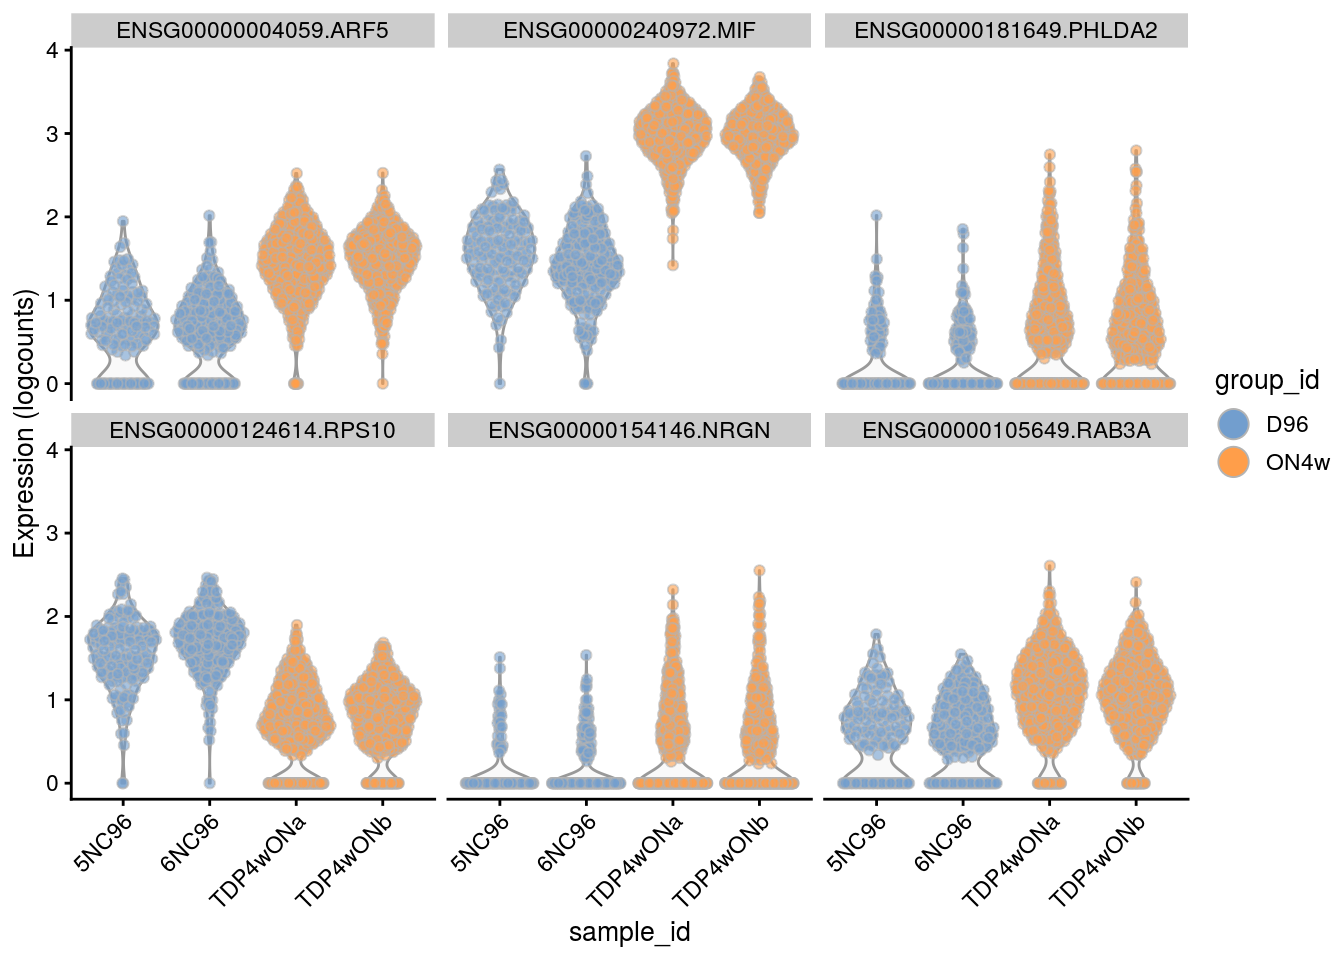 ENSG00000004059.ARF5
ENSG00000240972.MIF
ENSG00000181649.PHLDA2
4
3
2
1
0
ENSG00000124614.RPS10
ENSG00000154146.NRGN
ENSG00000105649.RAB3A
4
3
2
1
0
Expression (logcounts)
5NC96
6NC96
TDP4wONa
TDP4wONb
5NC96
6NC96
TDP4wONa
TDP4wONb
5NC96
6NC96
TDP4wONa
TDP4wONb
sample_id
group_id
D96
ON4w